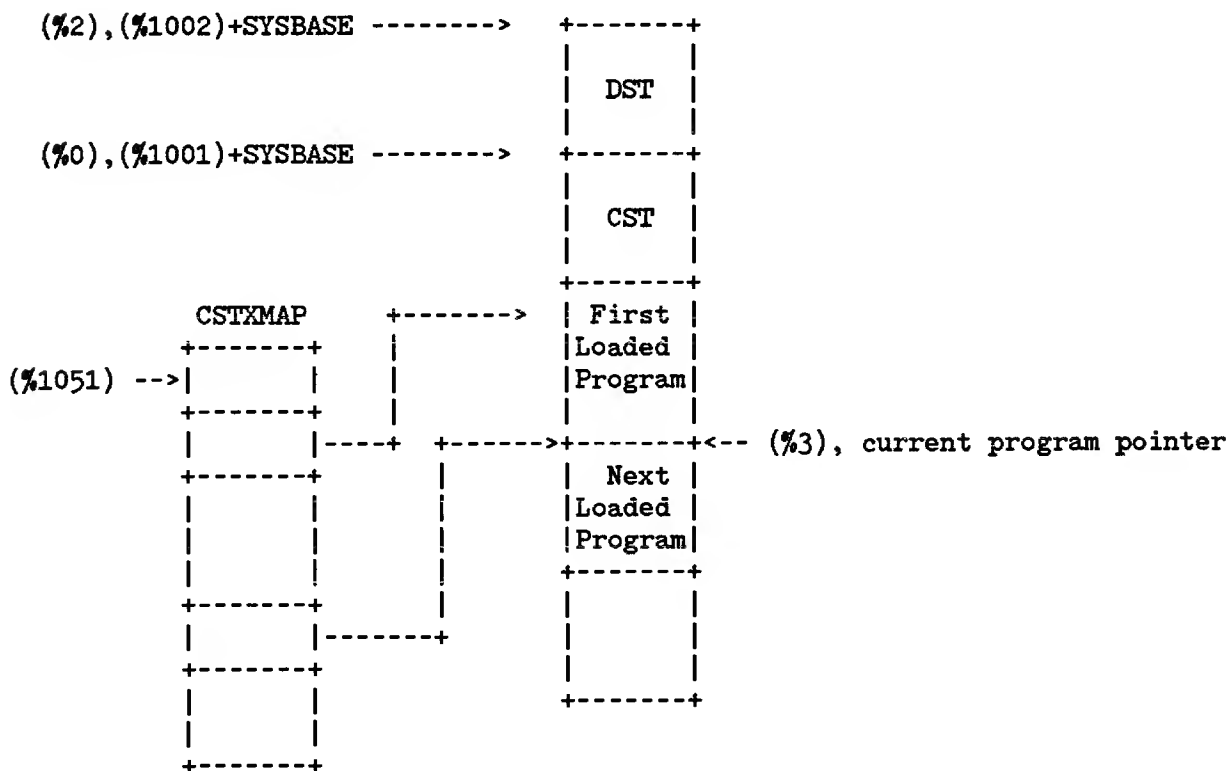 (%2),(%1002)+SYSBASE
DST
(%0),(%1001)+SYSBASE
CST
CSTXMAP
First
Loaded
Program
(%1051)
(%3), current program pointer
Next
Loaded
Program